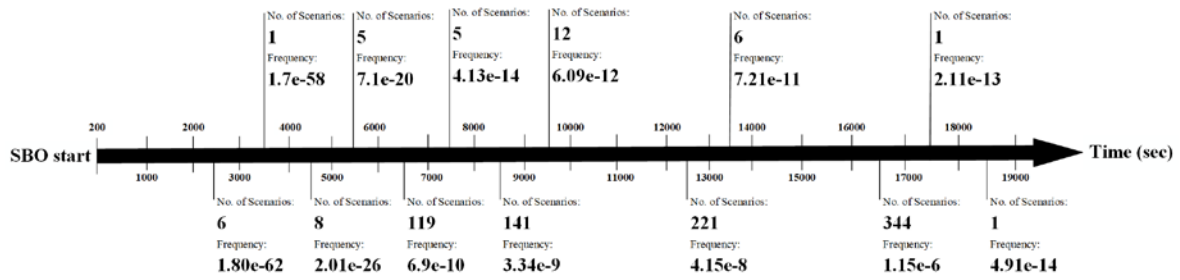 No. of Scenarios: No. of Scenarios: No. of Scenarios: No. of Scenarios: No. of Scenarios: No. of Scenarios:
1 5 5 12 6 1
Frequency: Frequency: Frequency: Frequency: Frequency: Frequency:
1.7e-58 7.1e-20 4.13e-14 6.09e-12 7.21e-11 2.11e-13
200 2000 4000 6000 8000 10000 12000 14000 16000 18000
SBO start Time (sec)
1000 3000 5000 7000 9000 11000 13000 15000 17000 19000
No. of Scenarios: No. of Scenarios: No. of Scenarios: No. of Scenarios: No. of Scenarios: No. of Scenarios: No. of Scenarios:
6 8 119 141 221 344 1
Frequency: Frequency: Frequency: Frequency: Frequency: Frequency: Frequency:
1.80e-62 2.01e-26 6.9e-10 3.34e-9 4.15e-8 1.15e-6 4.91e-14